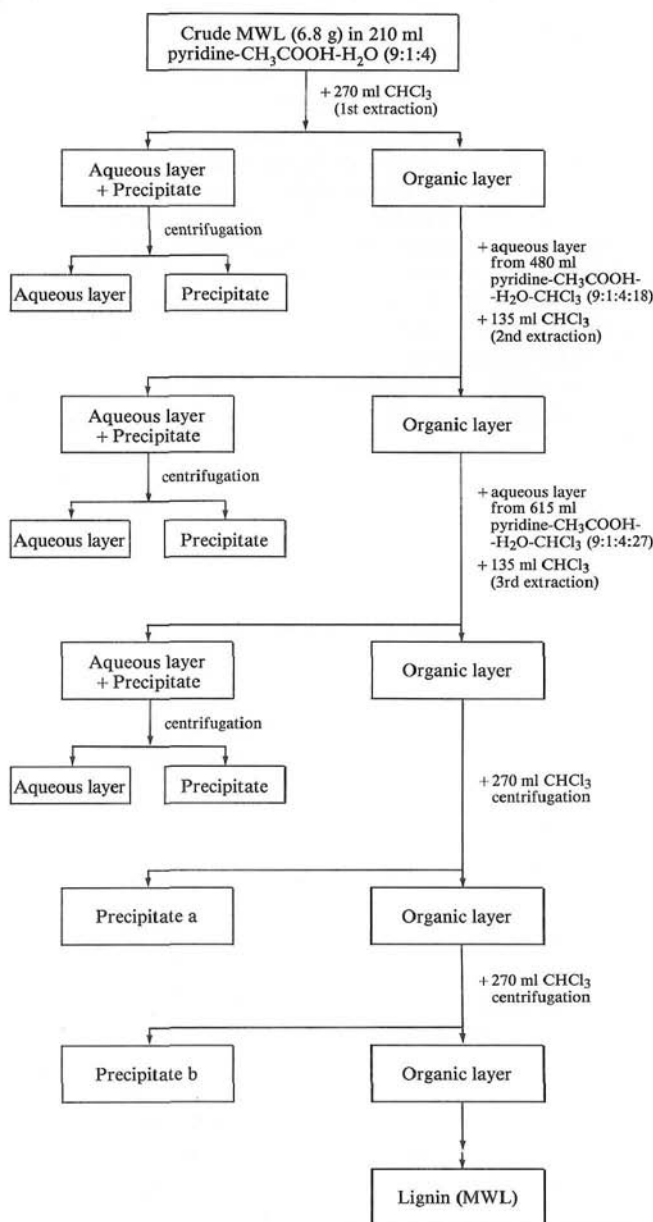 Crude MWL (6.8 g) in 210 ml
pyridine-CH₃COOH-H₂O (9:1:4)
+ 270 ml CHCl₃
(1st extraction)
Aqueous layer
+ Precipitate
Organic layer
centrifugation
Aqueous layer
Precipitate
+ aqueous layer
from 480 ml
pyridine-CH₃COOH-
-H₂O-CHCl₃ (9:1:4:18)
+ 135 ml CHCl₃
(2nd extraction)
Aqueous layer
+ Precipitate
Organic layer
centrifugation
Aqueous layer
Precipitate
+ aqueous layer
from 615 ml
pyridine-CH₃COOH-
-H₂O-CHCl₃ (9:1:4:27)
+ 135 ml CHCl₃
(3rd extraction)
Aqueous layer
+ Precipitate
Organic layer
centrifugation
Aqueous layer
Precipitate
+ 270 ml CHCl₃
centrifugation
Precipitate a
Organic layer
+ 270 ml CHCl₃
centrifugation
Precipitate b
Organic layer
Lignin (MWL)